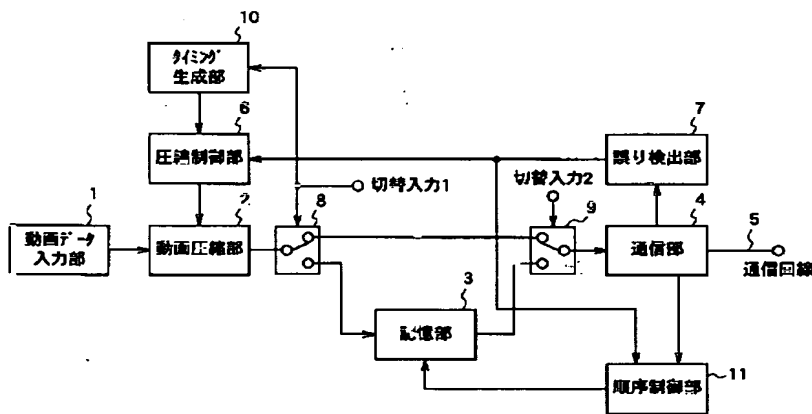 10
タイミング
生成部
6
圧縮制御部
7
誤り検出部
切替入力1
切替入力2
1
動画データ
入力部
2
動画圧縮部
8
9
4
通信部
5
通信回線
3
記憶部
順序制御部
11